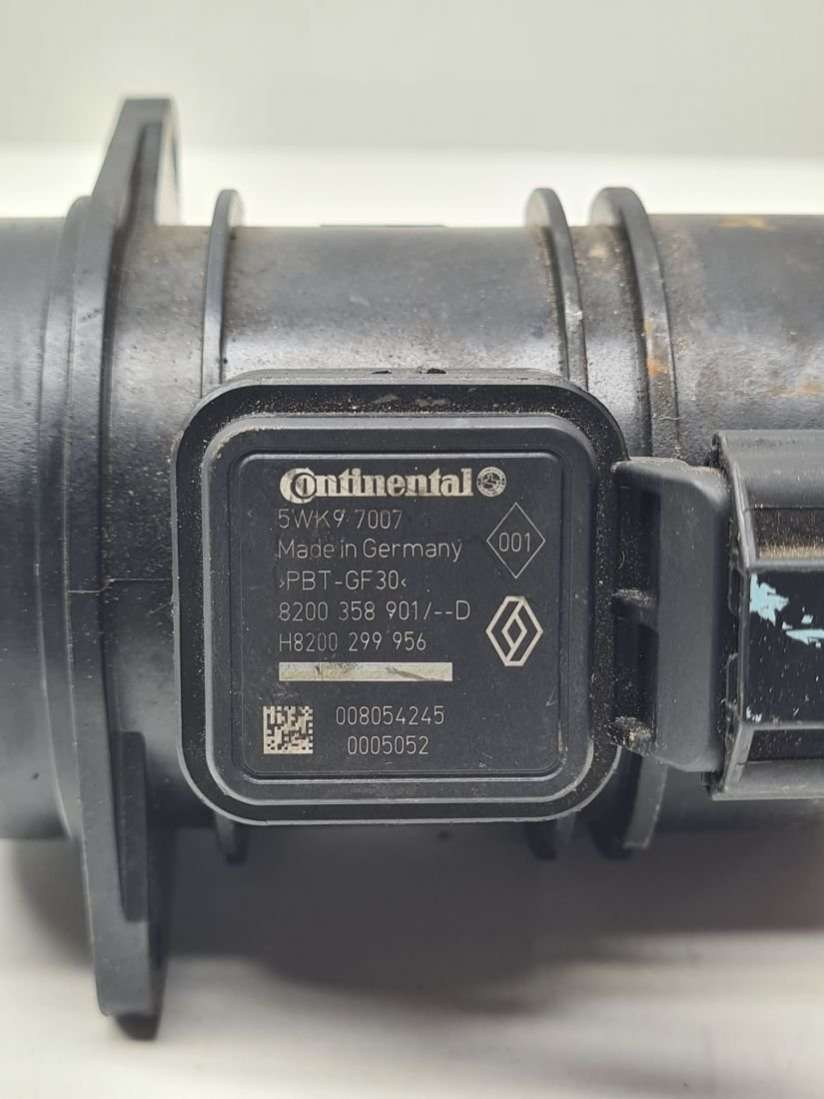 Continental
5WK9 7007
Made in Germany
001
>PBT-GF30<
8200 358 901/--D
H8200 299 956
008054245
0005052